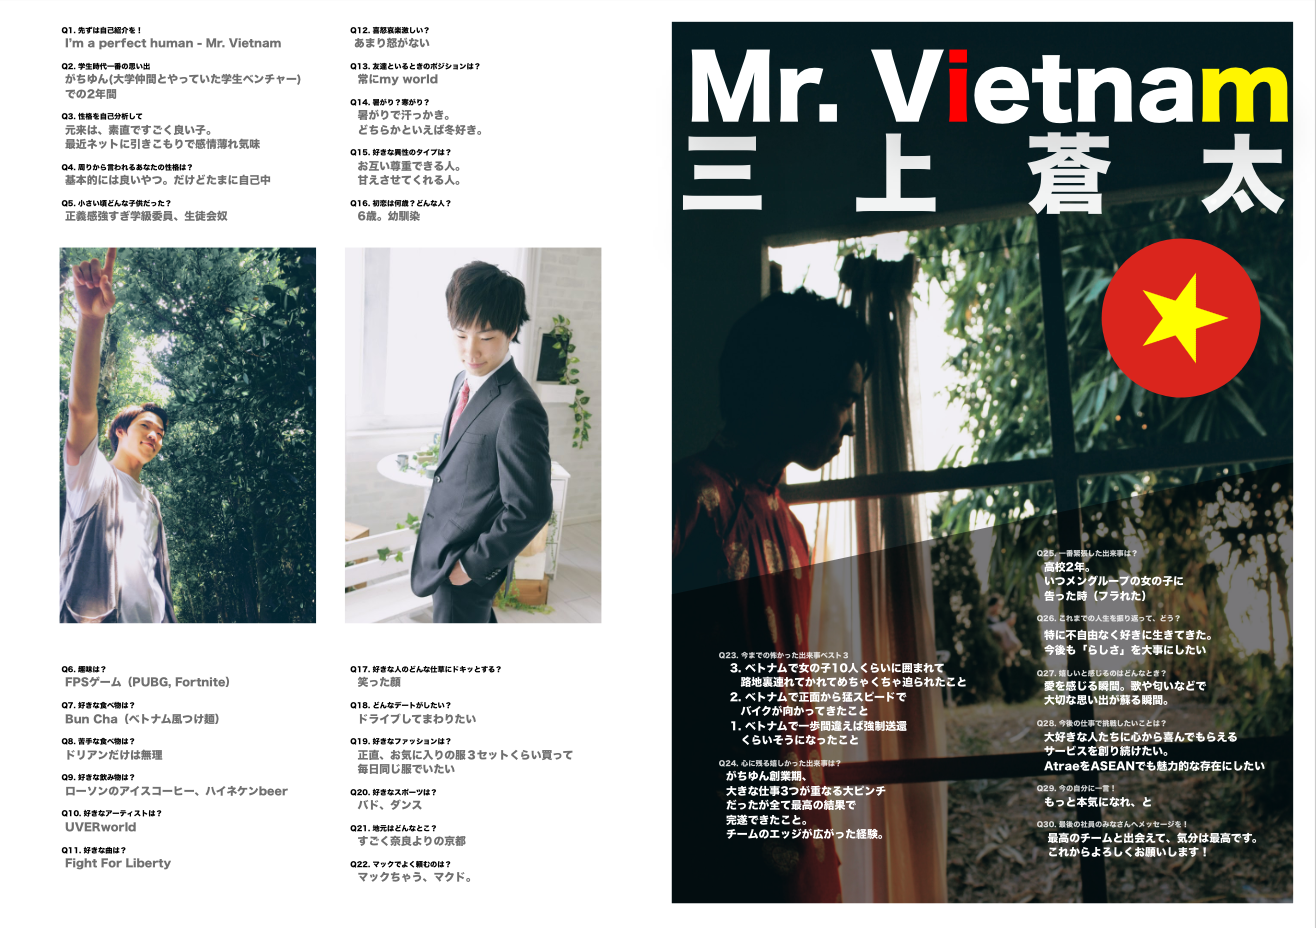 Q1. 先ずは自己紹介を！
I'm a perfect human - Mr. Vietnam
Q2. 学生時代一番の思い出
がちゆん(大学仲間とやっていた学生ベンチャー)
での2年間
Q3. 性格を自己分析して
元来は、素直ですごく良い子。
最近ネットに引きこもりで感情薄れ気味
Q4. 周りから言われるあなたの性格は？
基本的には良いやつ。だけどたまに自己中
Q5. 小さい頃どんな子供だった？
正義感強すぎ学級委員、生徒会奴
Q6. 趣味は？
FPSゲーム（PUBG, Fortnite）
Q7. 好きな食べ物は？
Bun Cha（ベトナム風つけ麺）
Q8. 苦手な食べ物は？
ドリアンだけは無理
Q9. 好きな飲み物は？
ローソンのアイスコーヒー、ハイネケンbeer
Q10. 好きなアーティストは？
UVERworld
Q11. 好きな曲は？
Fight For Liberty
Q12. 喜怒哀楽激しい？
あまり怒がない
Q13. 友達といるときのポジションは？
常にmy world
Q14. 暑がり？寒がり？
暑がりで汗っかき。
どちらかといえば冬好き。
Q15. 好きな異性のタイプは？
お互い尊重できる人。
甘えさせてくれる人。
Q16. 初恋は何歳？どんな人？
6歳。幼馴染
Q17. 好きな人のどんな仕草にドキッとする？
笑った顔
Q18. どんなデートがしたい？
ドライブしてまわりたい
Q19. 好きなファッションは？
正直、お気に入りの服３セットくらい買って
毎日同じ服でいたい
Q20. 好きなスポーツは？
バド、ダンス
Q21. 地元はどんなとこ？
すごく奈良よりの京都
Q22. マックでよく頼むのは？
マックちゃう、マクド。
Mr. Vietnam
三上蒼太
Q23. 今までの怖かった出来事ベスト３
3. ベトナムで女の子10人くらいに囲まれて
路地裏連れてかれてめちゃくちゃ迫られたこと
2. ベトナムで正面から猛スピードで
バイクが向かってきたこと
1. ベトナムで一歩間違えば強制送還
くらいそうになったこと
Q24. 心に残る嬉しかった出来事は？
がちゆん創業期、
大きな仕事3つが重なる大ピンチ
だったが全て最高の結果で
完遂できたこと。
チームのエッジが広がった経験。
Q25. 一番緊張した出来事は？
高校2年。
いつメングループの女の子に
告った時（フラれた）
Q26. これまでの人生を振り返って、どう？
特に不自由なく好きに生きてきた。
今後も「らしさ」を大事にしたい
Q27. 嬉しいと感じるのはどんなとき？
愛を感じる瞬間。歌や匂いなどで
大切な思い出が蘇る瞬間。
Q28. 今後の仕事で挑戦したいことは？
大好きな人たちに心から喜んでもらえる
サービスを創り続けたい。
AtraeをASEANでも魅力的な存在にしたい
Q29. 今の自分に一言！
もっと本気になれ、と
Q30. 最後の社員のみなさんへメッセージを！
最高のチームと出会えて、気分は最高です。
これからよろしくお願いします！